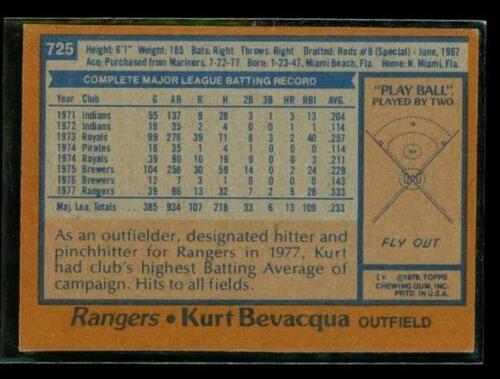 725
Height: 6'1" Weight: 185 Bats: Right Throws: Right Drafted: Reds #8 (Special) - June, 1967
Acq: Purchased from Mariners, 7-22-77 Born: 1-23-47, Miami Beach, Fla. Home: N. Miami, Fla.
COMPLETE MAJOR LEAGUE BATTING RECORD
Year Club G AB R H 2B 3B HR RBI AVG.
1971 Indians 55 137 9 28 3 1 3 13 .204
1972 Indians 19 35 2 4 0 0 1 1 .114
1973 Royals 99 276 39 71 8 3 2 40 .257
1974 Pirates 18 35 1 4 1 0 0 0 .114
1974 Royals 39 90 10 19 0 0 0 3 .211
1975 Brewers 104 258 30 59 14 0 2 24 .229
1976 Brewers 12 7 3 1 0 0 0 0 .143
1977 Rangers 39 96 13 32 7 2 5 28 .333
Maj. Lea. Totals 385 934 107 218 33 6 13 109 .233
As an outfielder, designated hitter and
pinchhitter for Rangers in 1977, Kurt
had club's highest Batting Average of
campaign. Hits to all fields.
"PLAY BALL"
PLAYED BY TWO.
FLY OUT
©1978, TOPPS
CHEWING GUM, INC.
PRTD. IN U.S.A.
Rangers • Kurt Bevacqua OUTFIELD